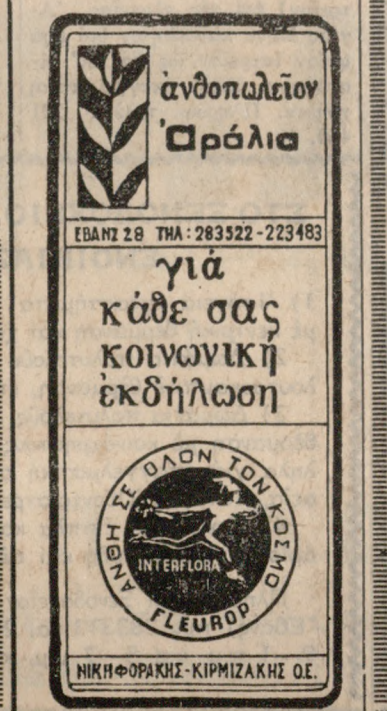 ἀνθοπωλεῖον
Ὡράλια
ΕΒΑΝΣ 28 ΤΗΛ: 283522-223483
γιά
κάθε σας
κοινωνική
ἐκδήλωση
ΑΝΘΗ ΣΕ ΟΛΟΝ ΤΟΝ ΚΟΣΜΟ
INTERFLORA
FLEUROP
ΝΙΚΗΦΟΡΑΚΗΣ-ΚΙΡΜΙΖΑΚΗΣ Ο.Ε.